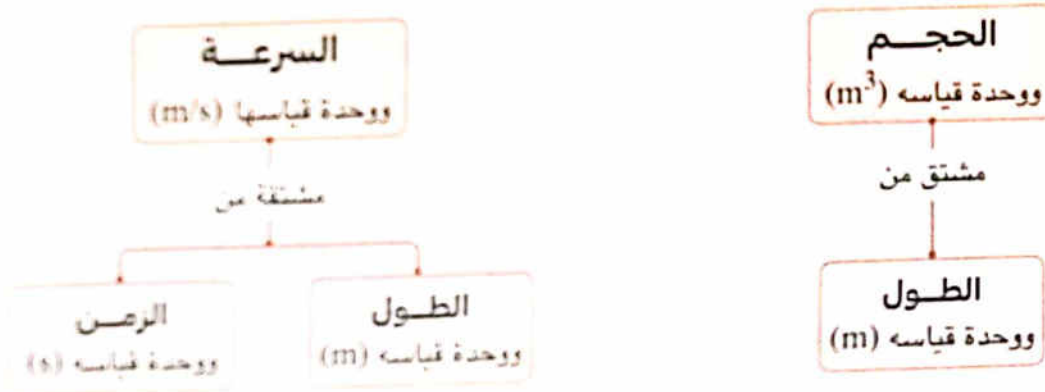 الحجم
ووحدة قياسه (m³)
مشتق من
الطول
ووحدة قياسه (m)
السرعة
ووحدة قياسها (m/s)
مشتقة من
الطول
ووحدة قياسه (m)
الزمن
ووحدة قياسه (s)